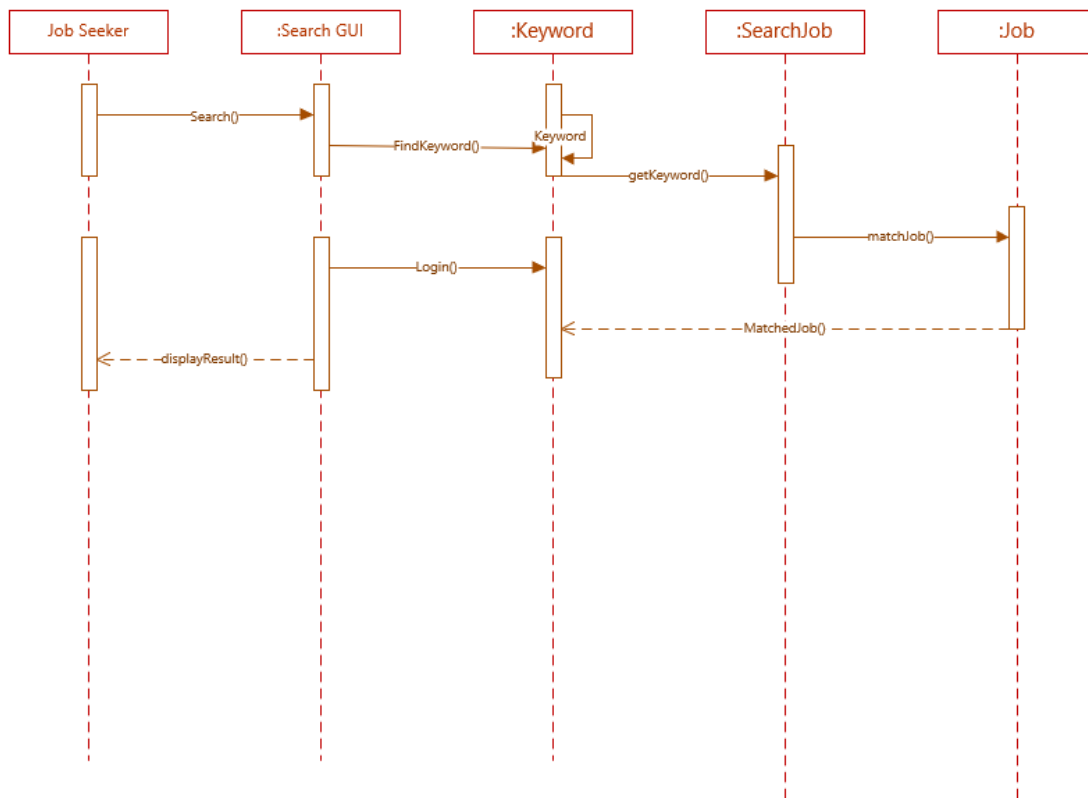 Job Seeker
:Search GUI
:Keyword
:SearchJob
:Job
Search()
Keyword
FindKeyword()
getKeyword()
matchJob()
Login()
MatchedJob()
displayResult()